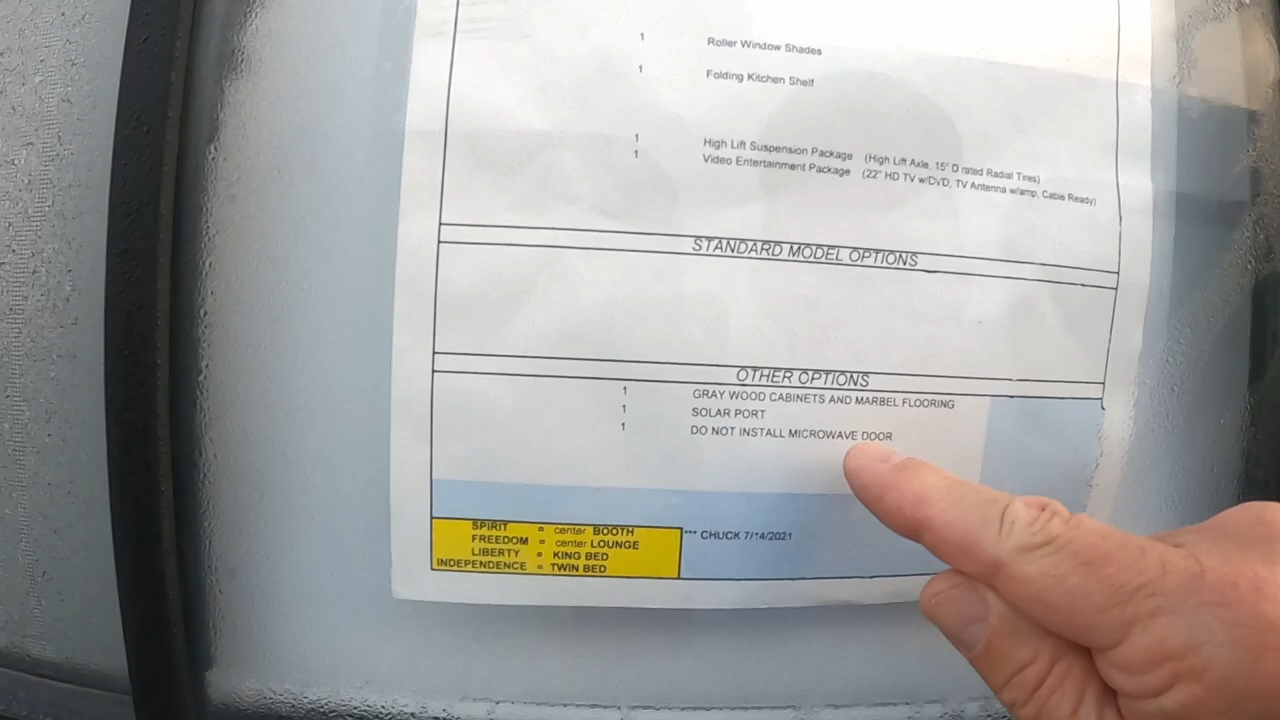 1 Roller Window Shades
1 Folding Kitchen Shelf
1 High Lift Suspension Package (High Lift Axle, 15" D rated Radial Tires)
1 Video Entertainment Package (22" HD TV w/DVD, TV Antenna w/amp, Cable Ready)
STANDARD MODEL OPTIONS
OTHER OPTIONS
1 GRAY WOOD CABINETS AND MARBEL FLOORING
1 SOLAR PORT
1 DO NOT INSTALL MICROWAVE DOOR
SPIRIT = center BOOTH
FREEDOM = center LOUNGE
LIBERTY = KING BED
INDEPENDENCE = TWIN BED
*** CHUCK 7/14/2021